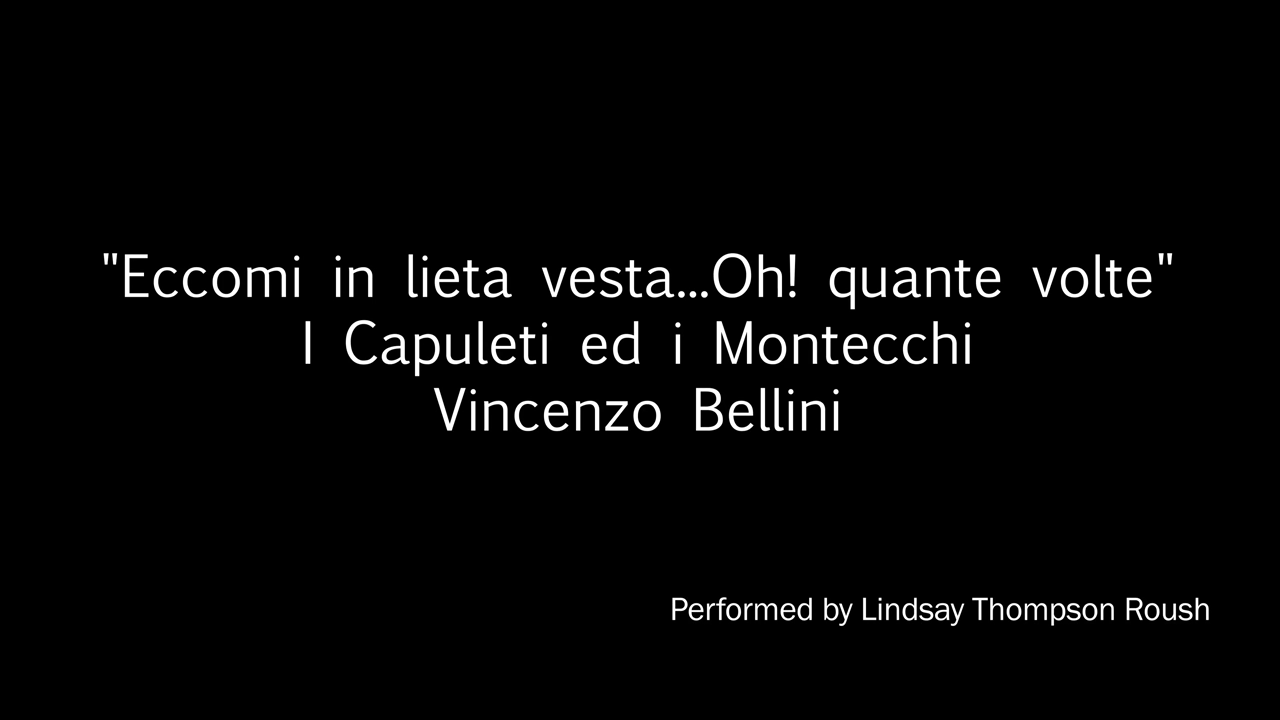 "Eccomi in lieta vesta...Oh! quante volte"
I Capuleti ed i Montecchi
Vincenzo Bellini
Performed by Lindsay Thompson Roush